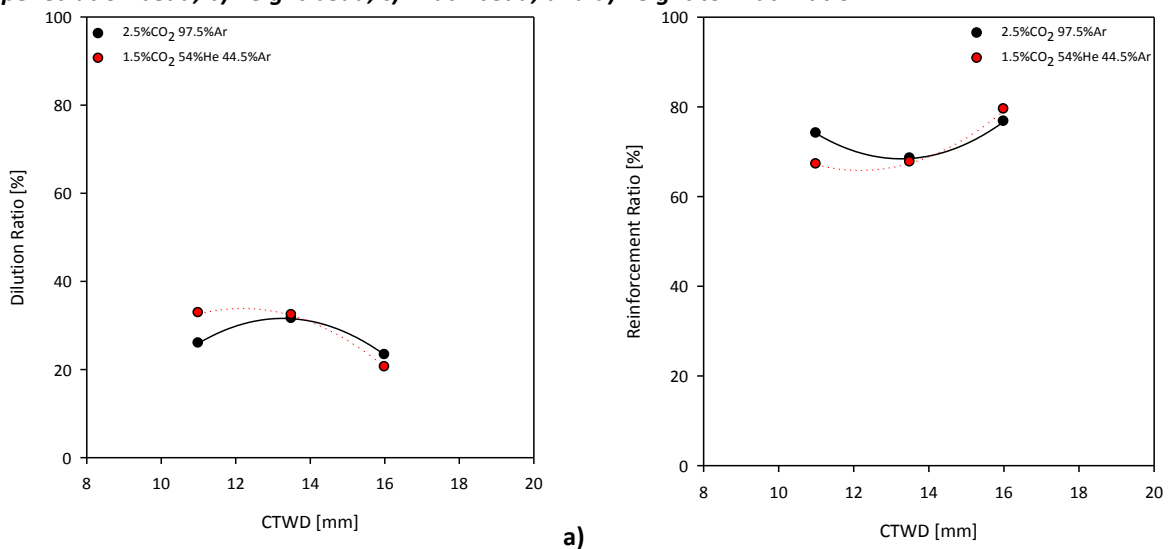 100
80
60
40
20
0
Dilution Ratio [%]
2.5%CO2 97.5%Ar
1.5%CO2 54%He 44.5%Ar
8 10 12 14 16 18 20
CTWD [mm]
a)
100
80
60
40
20
0
Reinforcement Ratio [%]
2.5%CO2 97.5%Ar
1.5%CO2 54%He 44.5%Ar
8 10 12 14 16 18 20
CTWD [mm]